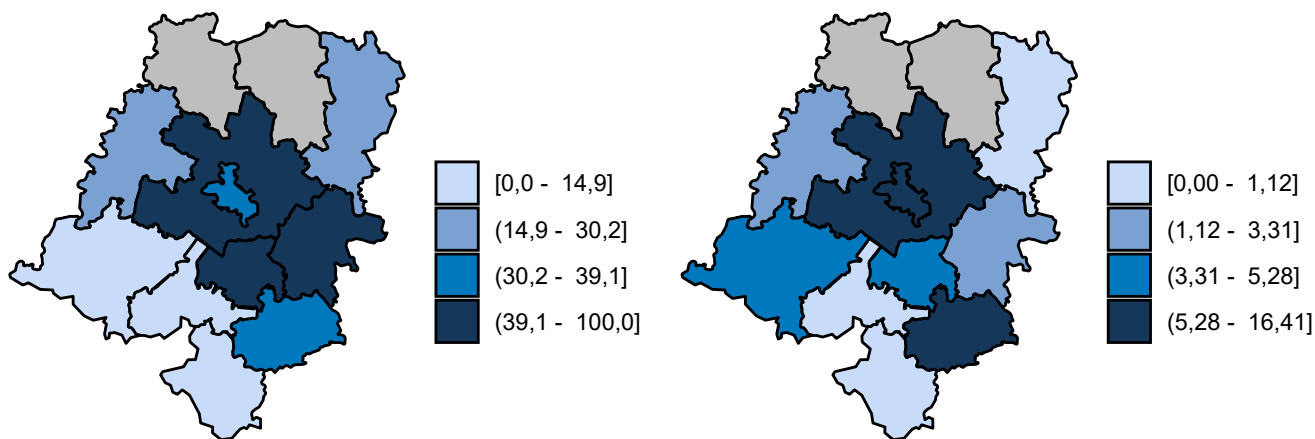 [0,0 - 14,9]
(14,9 - 30,2]
(30,2 - 39,1]
(39,1 - 100,0]
[0,00 - 1,12]
(1,12 - 3,31]
(3,31 - 5,28]
(5,28 - 16,41]